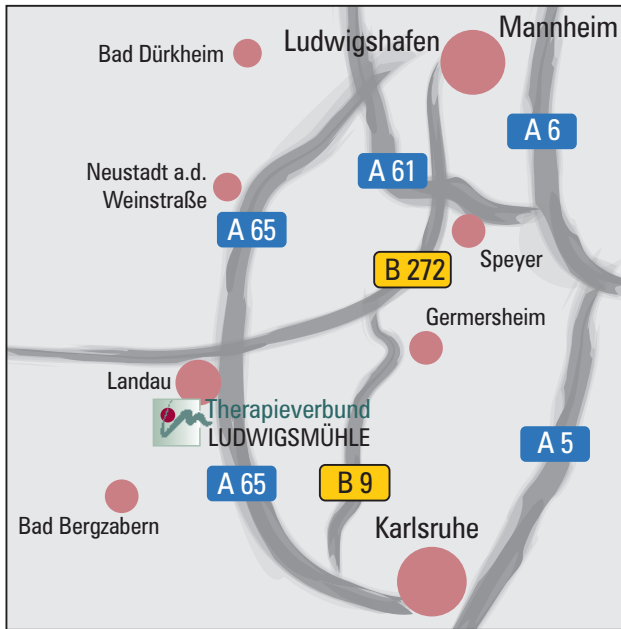 Mannheim
Ludwigshafen
Bad Dürkheim
A 6
A 61
Neustadt a.d.
Weinstraße
A 65
Speyer
B 272
Germersheim
Landau
Therapieverbund
LUDWIGSMÜHLE
A 5
A 65
B 9
Bad Bergzabern
Karlsruhe